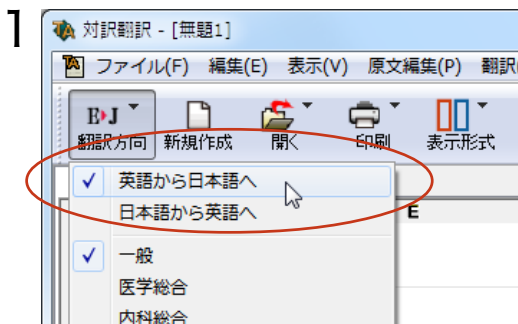 1
対訳翻訳 - [無題1]
ファイル(F) 編集(E) 表示(V) 原文編集(P) 翻訳
E▸J
翻訳方向 新規作成 開く 印刷 表示形式
✓ 英語から日本語へ
日本語から英語へ
E
✓ 一般
医学総合
内科総合